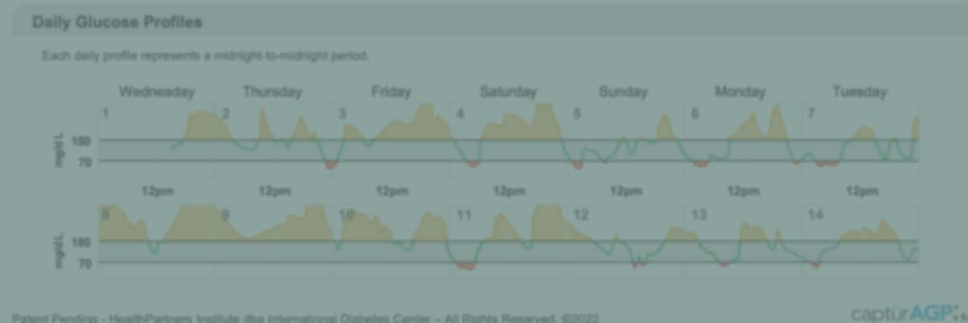 Daily Glucose Profiles
Each daily profile represents a midnight-to-midnight period.
Wednesday Thursday Friday Saturday Sunday Monday Tuesday
1 2 3 4 5 6 7
mg/dL
180
70
12pm 12pm 12pm 12pm 12pm 12pm 12pm
8 9 10 11 12 13 14
mg/dL
180
70
Patent Pending - HealthPartners Institute dba International Diabetes Center – All Rights Reserved. ©2022
captūrAGP